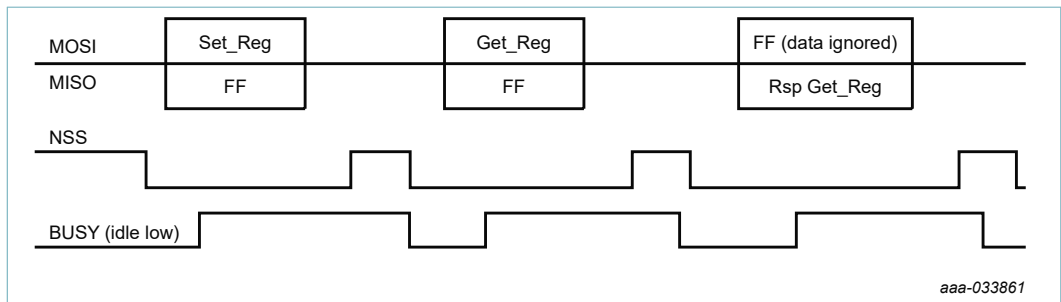 MOSI
Set_Reg
Get_Reg
FF (data ignored)
MISO
FF
FF
Rsp Get_Reg
NSS
BUSY (idle low)
aaa-033861